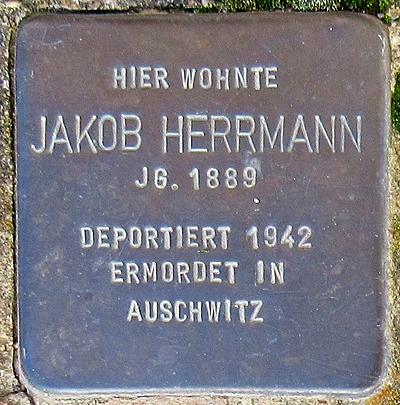 HIER WOHNTE
JAKOB HERRMANN
JG. 1889
DEPORTIERT 1942
ERMORDET IN
AUSCHWITZ